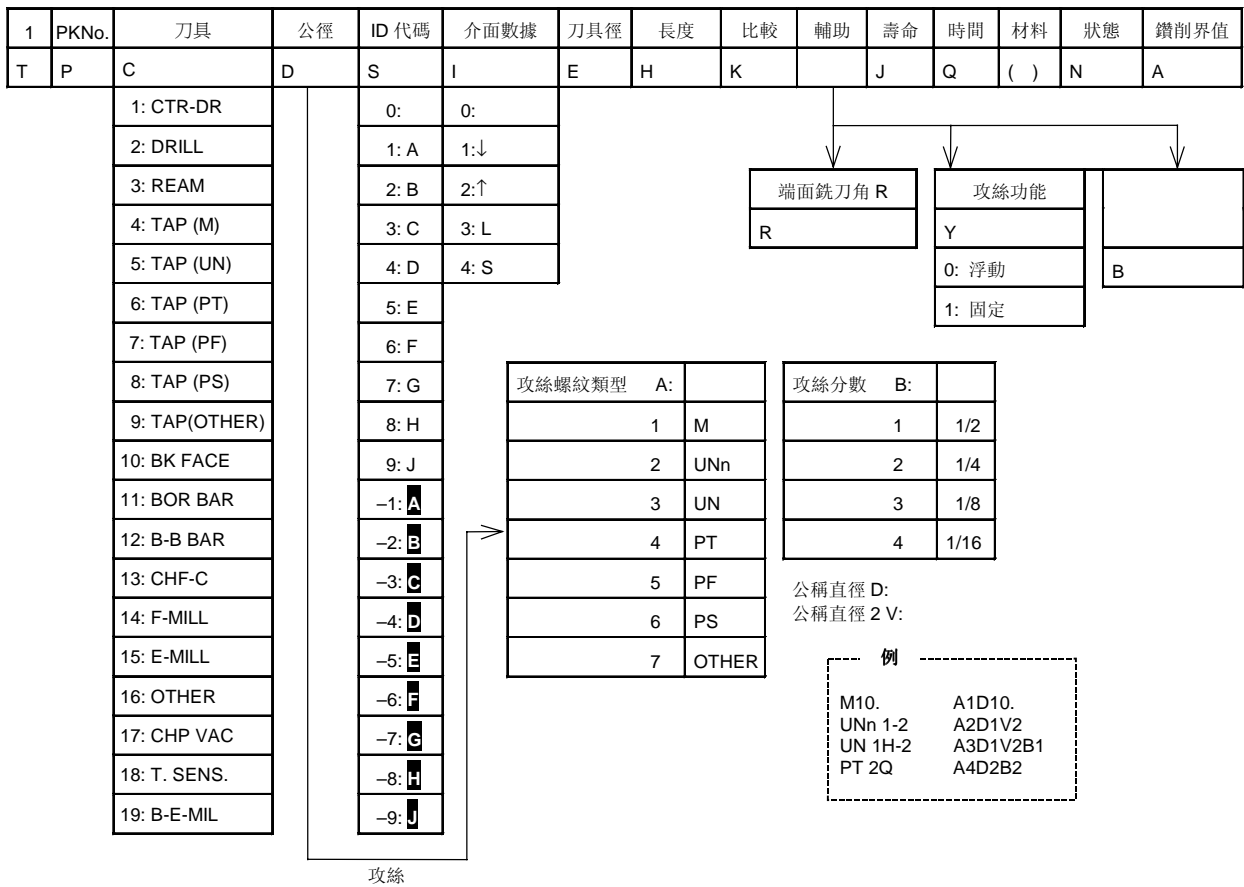 1 PKNo. 刀具 公徑 ID 代碼 介面數據 刀具徑 長度 比較 輔助 壽命 時間 材料 狀態 鑽削界值
T P C D S I E H K J Q ( ) N A
1: CTR-DR 0: 0:
2: DRILL 1: A 1:↓
3: REAM 2: B 2:↑
4: TAP (M) 3: C 3: L
5: TAP (UN) 4: D 4: S
6: TAP (PT) 5: E
7: TAP (PF) 6: F
8: TAP (PS) 7: G
9: TAP(OTHER) 8: H
10: BK FACE 9: J
11: BOR BAR –1: A
12: B-B BAR –2: B
13: CHF-C –3: C
14: F-MILL –4: D
15: E-MILL –5: E
16: OTHER –6: F
17: CHP VAC –7: G
18: T. SENS. –8: H
19: B-E-MIL –9: J
攻絲
端面銑刀角 R
R
攻絲功能
Y
0: 浮動
1: 固定
B
攻絲螺紋類型 A:
1 M
2 UNn
3 UN
4 PT
5 PF
6 PS
7 OTHER
攻絲分數 B:
1 1/2
2 1/4
3 1/8
4 1/16
公稱直徑 D:
公稱直徑 2 V:
例
M10. A1D10.
UNn 1-2 A2D1V2
UN 1H-2 A3D1V2B1
PT 2Q A4D2B2